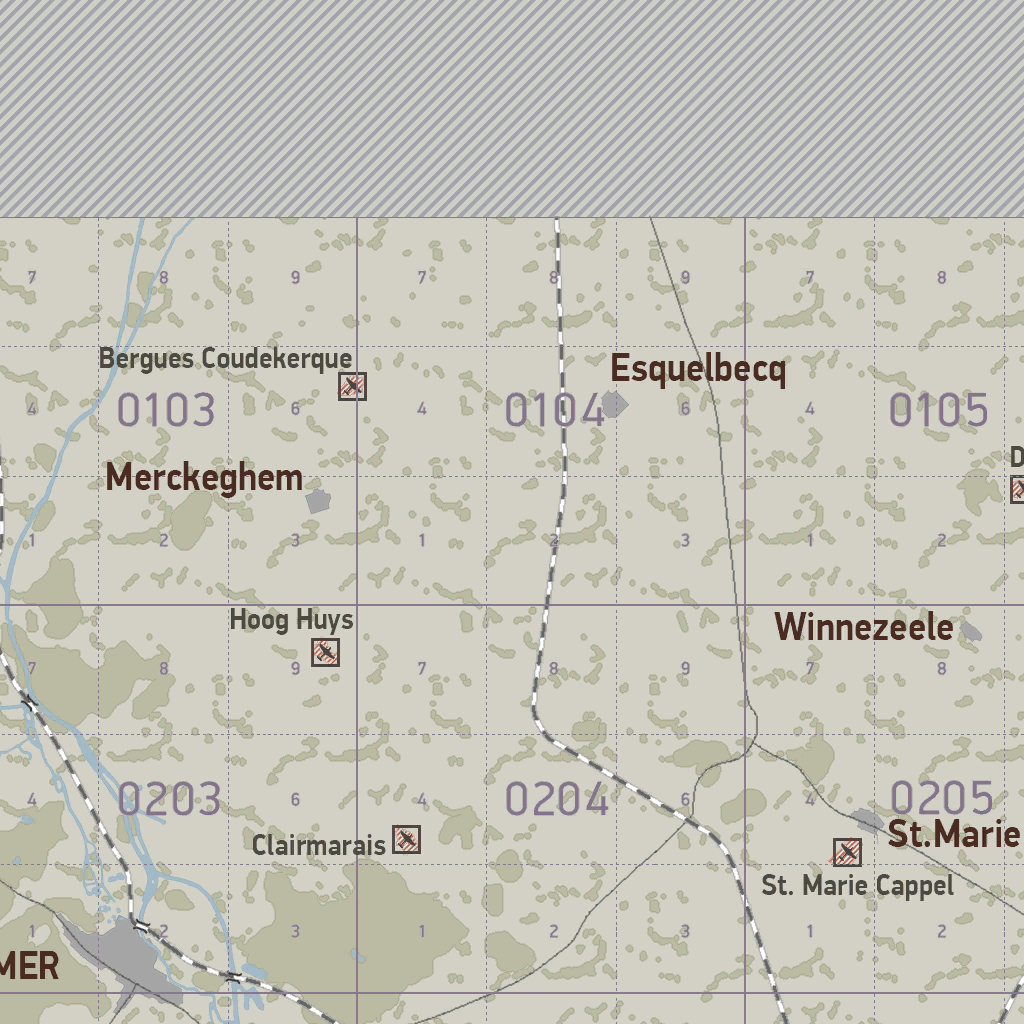 7 8 9 7 8 9 7 8
Bergues Coudekerque
Esquelbecq
4 0103 6 4 0104 6 4 0105
D
Merckeghem
1 2 3 1 2 3 1 2
Hoog Huys
Winnezeele
7 8 9 7 8 9 7 8
4 0203 6 4 0204 6 4 0205
Clairmarais
St.Marie
St. Marie Cappel
1 2 3 1 2 3 1 2
MER